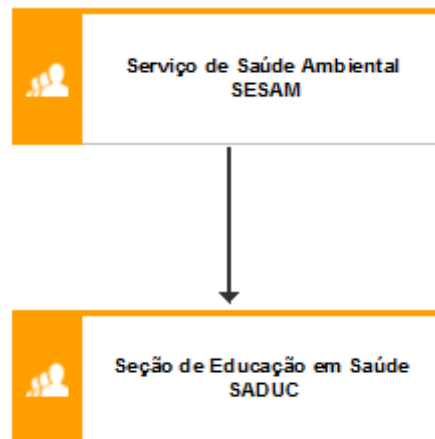 Serviço de Saúde Ambiental
SESAM
Seção de Educação em Saúde
SADUC